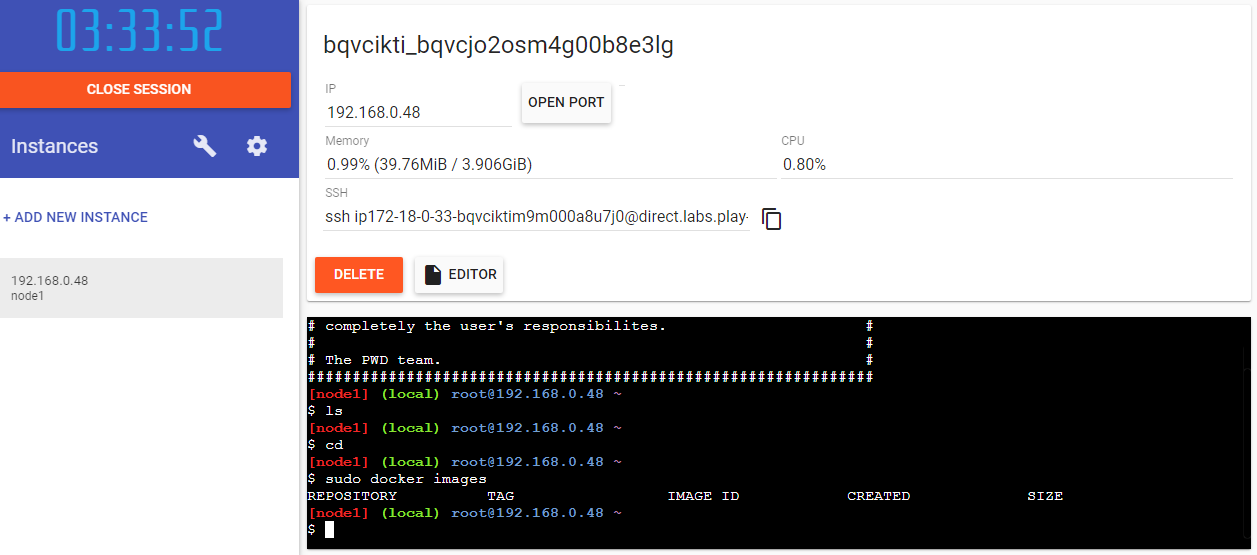 03:33:52
CLOSE SESSION
Instances
+ ADD NEW INSTANCE
192.168.0.48
node1
bqvcikti_bqvcjo2osm4g00b8e3lg
IP
192.168.0.48
OPEN PORT
Memory
0.99% (39.76MiB / 3.906GiB)
CPU
0.80%
SSH
ssh ip172-18-0-33-bqvciktim9m000a8u7j0@direct.labs.play-
DELETE
EDITOR
# completely the user's responsibilites. #
# #
# The PWD team. #
###############################################################
[node1] (local) root@192.168.0.48 ~
$ ls
[node1] (local) root@192.168.0.48 ~
$ cd
[node1] (local) root@192.168.0.48 ~
$ sudo docker images
REPOSITORY TAG IMAGE ID CREATED SIZE
[node1] (local) root@192.168.0.48 ~
$